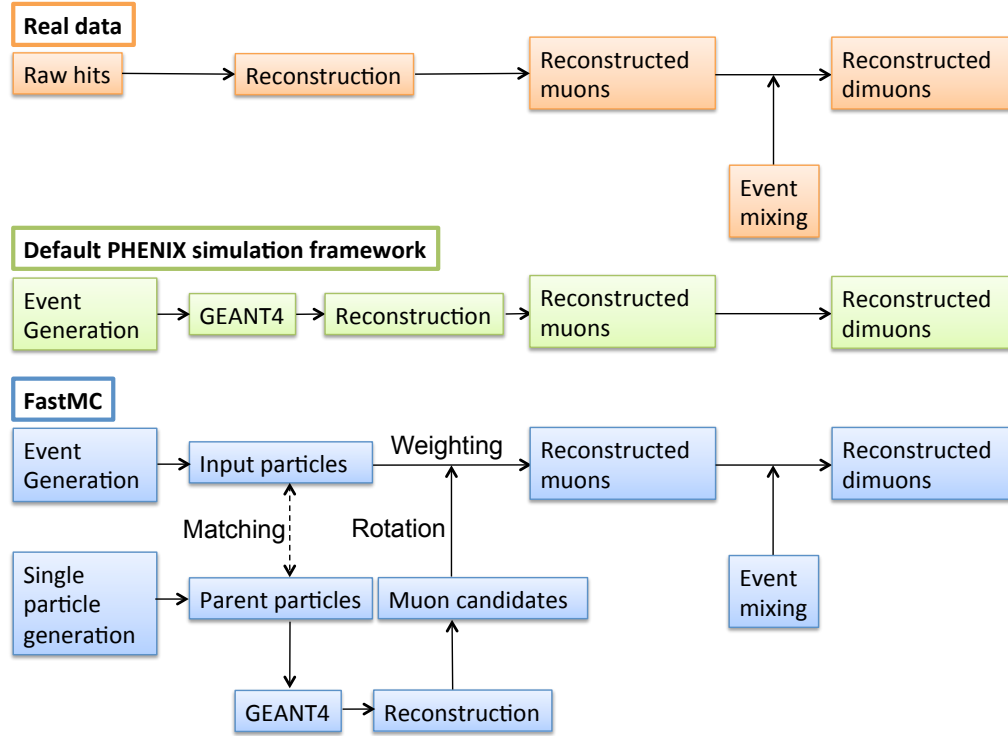 Real data
Raw hits
Reconstruction
Reconstructed
muons
Reconstructed
dimuons
Event
mixing
Default PHENIX simulation framework
Event
Generation
GEANT4
Reconstruction
Reconstructed
muons
Reconstructed
dimuons
FastMC
Event
Generation
Input particles
Weighting
Reconstructed
muons
Reconstructed
dimuons
Matching
Rotation
Single
particle
generation
Parent particles
Muon candidates
Event
mixing
GEANT4
Reconstruction